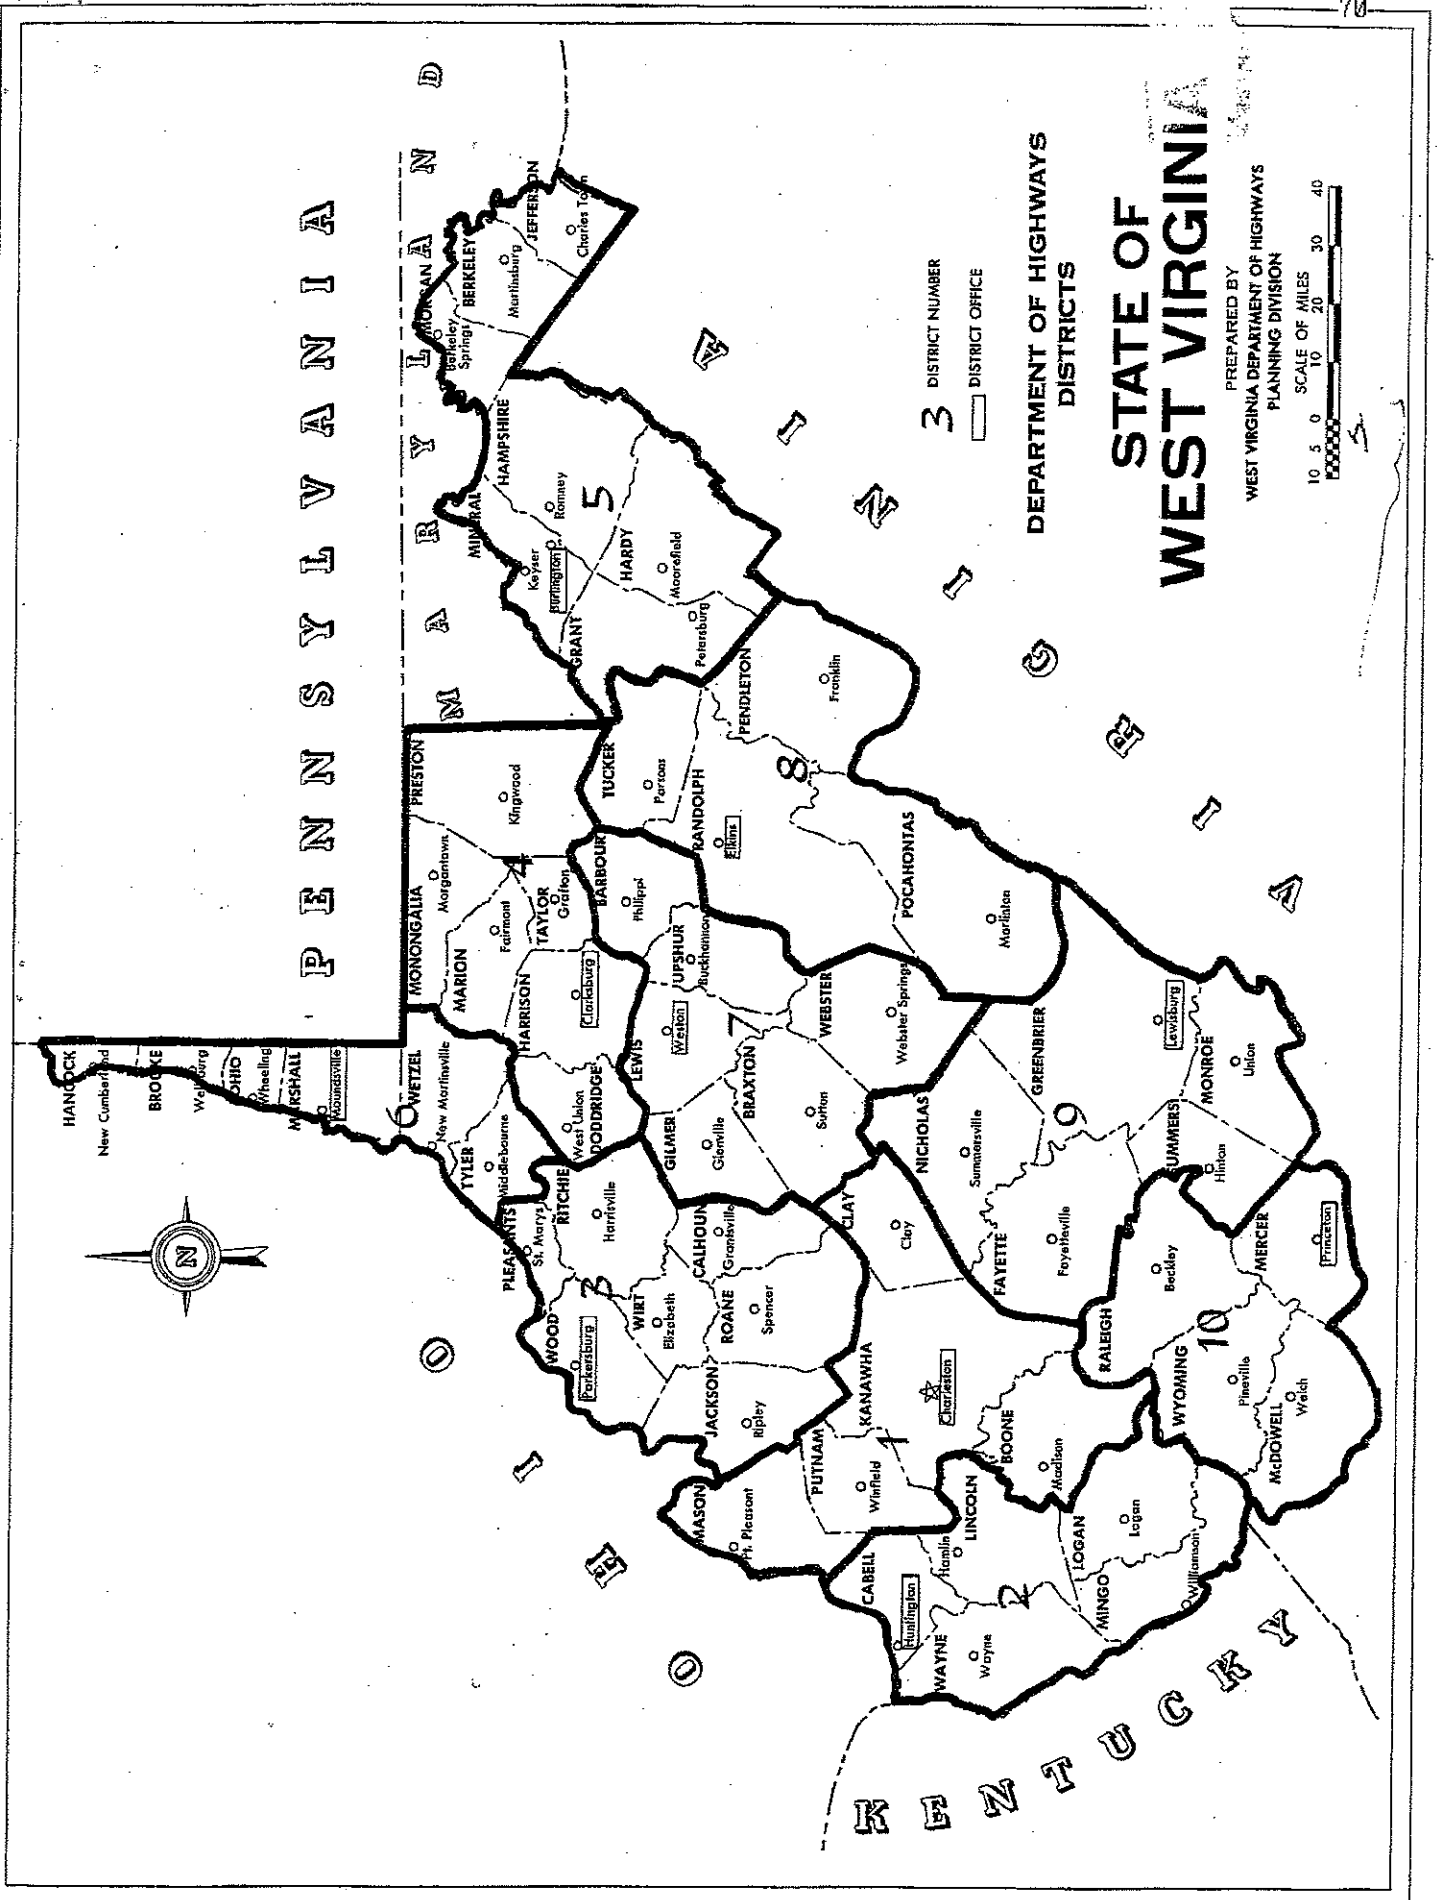 70
PENNSYLVANIA
MARYLAND
OHIO
KENTUCKY
VIRGINIA
N
HANCOCK
New Cumberland
BROOKE
Wellsburg
OHIO
Wheeling
MARSHALL
Moundsville
6
WETZEL
New Martinsville
TYLER
Middlebourne
MONONGALIA
Morgantown
PRESTON
Kingwood
MARION
Fairmont
4
TAYLOR
Grafton
HARRISON
Clarksburg
DODDRIDGE
West Union
PLEASANTS
St. Marys
RITCHIE
Harrisville
WOOD
Parkersburg
3
WIRT
Elizabeth
CALHOUN
Grantsville
ROANE
Spencer
JACKSON
Ripley
MORGAN
Berkeley
Springs
BERKELEY
Martinsburg
JEFFERSON
Charles Town
HAMPSHIRE
Romney
MINERAL
Keyser
Burlington
5
HARDY
Moorefield
GRANT
Petersburg
BARBOUR
Philippi
LEWIS
Weston
UPSHUR
Buckhannon
7
GILMER
Glenville
BRAXTON
Sutton
WEBSTER
Webster Springs
TUCKER
Parsons
RANDOLPH
Elkins
PENDLETON
Franklin
8
POCAHONTAS
Marlinton
MASON
Pt. Pleasant
PUTNAM
Winfield
1
KANAWHA
Charleston
CLAY
Clay
BOONE
Madison
CABELL
Huntington
WAYNE
Wayne
LINCOLN
Hamlin
2
LOGAN
Logan
MINGO
Williamson
NICHOLAS
Summersville
FAYETTE
Fayetteville
9
GREENBRIER
Lewisburg
SUMMERS
Hinton
MONROE
Union
RALEIGH
Beckley
WYOMING
Pineville
10
MERCER
Princeton
McDOWELL
Welch
3 DISTRICT NUMBER
DISTRICT OFFICE
DEPARTMENT OF HIGHWAYS
DISTRICTS
STATE OF
WEST VIRGINIA
PREPARED BY
WEST VIRGINIA DEPARTMENT OF HIGHWAYS
PLANNING DIVISION
SCALE OF MILES
10 5 0 10 20 30 40